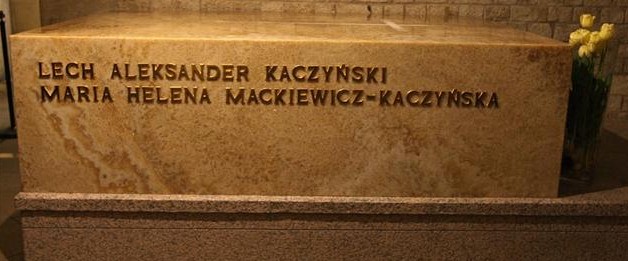 LECH ALEKSANDER KACZYŃSKI
MARIA HELENA MACKIEWICZ-KACZYŃSKA